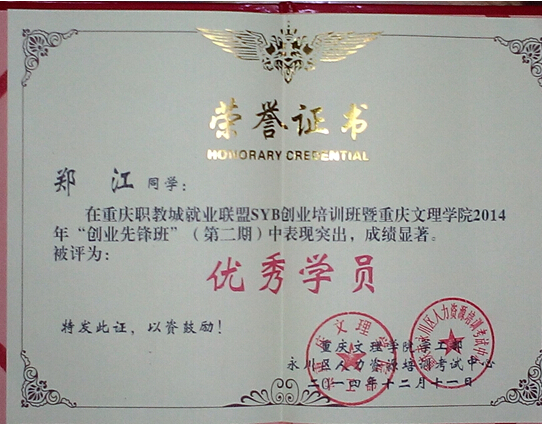 荣誉证书
HONORARY CREDENTIAL
郑 江 同学：
在重庆职教城就业联盟SYB创业培训班暨重庆文理学院2014
年“创业先锋班”（第二期）中表现突出，成绩显著。
被评为：
优秀学员
特发此证，以资鼓励！
重庆文理学院学工部
永川区人力资源培训考试中心
二〇一四年十二月十一日